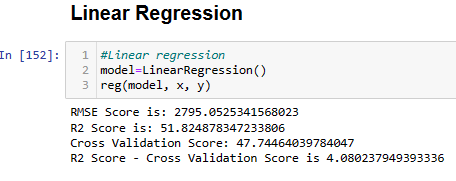 Linear Regression
In [152]:
1 #Linear regression
2 model=LinearRegression()
3 reg(model, x, y)
RMSE Score is: 2795.0525341568023
R2 Score is: 51.824878347233806
Cross Validation Score: 47.74464039784047
R2 Score - Cross Validation Score is 4.080237949393336